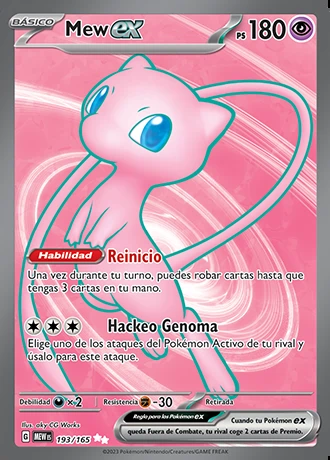 BÁSICO
Mew ex
PS 180
Habilidad Reinicio
Una vez durante tu turno, puedes robar cartas hasta que
tengas 3 cartas en tu mano.
Hackeo Genoma
Elige uno de los ataques del Pokémon Activo de tu rival y
úsalo para este ataque.
Debilidad ×2 Resistencia -30 Retirada
Regla para los Pokémon ex
Cuando tu Pokémon ex
queda Fuera de Combate, tu rival coge 2 cartas de Premio.
Ilus. oky CG Works
G MEW ES 193/165
©2023 Pokémon/Nintendo/Creatures/GAME FREAK